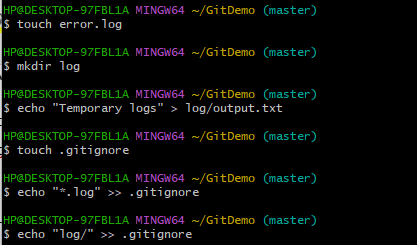 HP@DESKTOP-97FBL1A MINGW64 ~/GitDemo (master)
$ touch error.log
HP@DESKTOP-97FBL1A MINGW64 ~/GitDemo (master)
$ mkdir log
HP@DESKTOP-97FBL1A MINGW64 ~/GitDemo (master)
$ echo "Temporary logs" > log/output.txt
HP@DESKTOP-97FBL1A MINGW64 ~/GitDemo (master)
$ touch .gitignore
HP@DESKTOP-97FBL1A MINGW64 ~/GitDemo (master)
$ echo "*.log" >> .gitignore
HP@DESKTOP-97FBL1A MINGW64 ~/GitDemo (master)
$ echo "log/" >> .gitignore